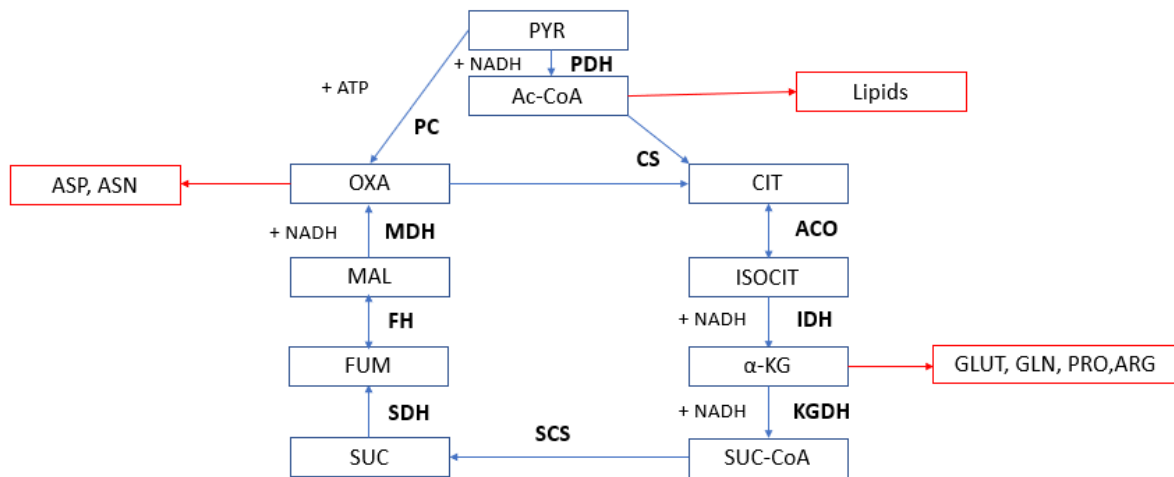 PYR
+ NADH PDH
+ ATP
Ac-CoA
Lipids
PC
CS
ASP, ASN
OXA
CIT
+ NADH MDH
ACO
MAL
ISOCIT
FH
+ NADH IDH
FUM
α-KG
GLUT, GLN, PRO,ARG
SDH
+ NADH KGDH
SCS
SUC
SUC-CoA